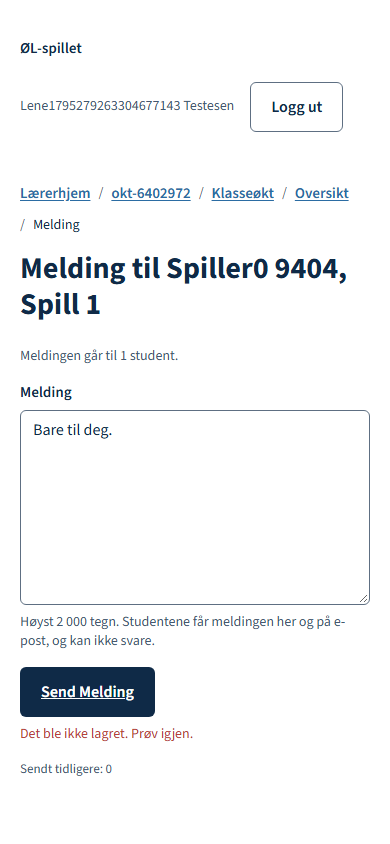 ØL-spillet
Lene1795279263304677143 Testesen
Logg ut
Lærerhjem / okt-6402972 / Klasseøkt / Oversikt
/ Melding
Melding til Spiller0 9404,
Spill 1
Meldingen går til 1 student.
Melding
Bare til deg.
Høyst 2 000 tegn. Studentene får meldingen her og på e-
post, og kan ikke svare.
Send Melding
Det ble ikke lagret. Prøv igjen.
Sendt tidligere: 0